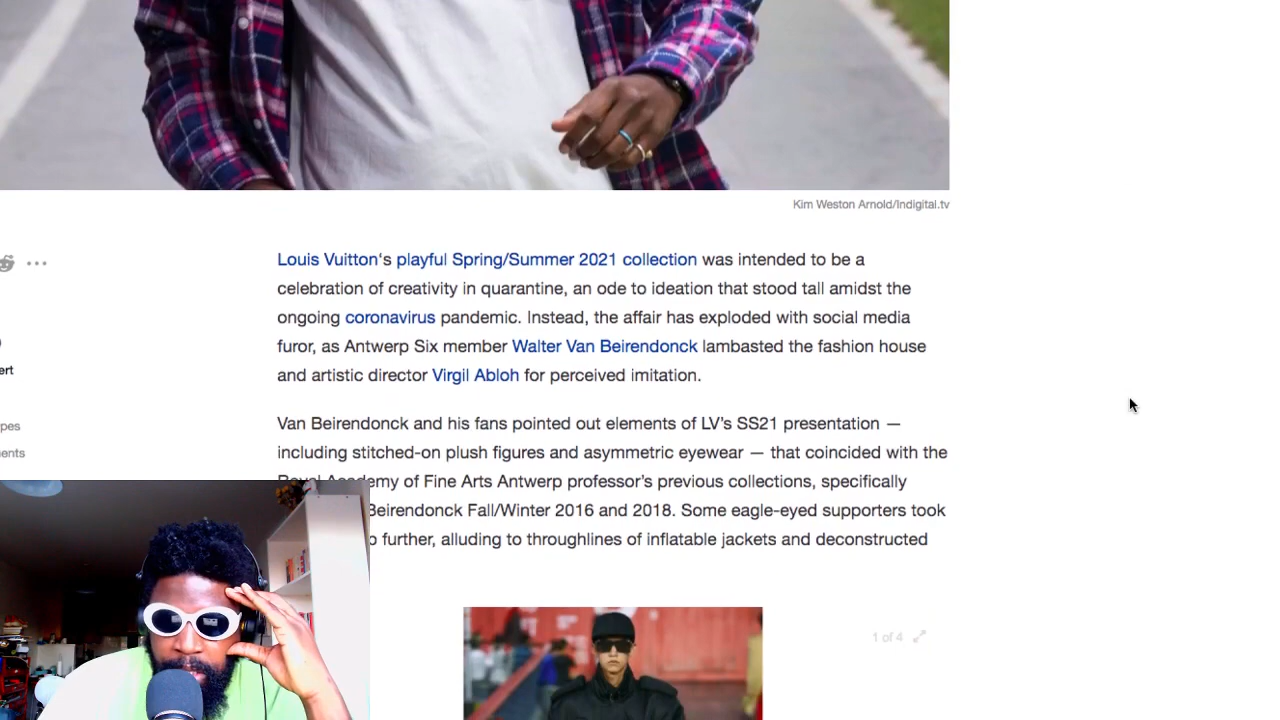 Kim Weston Arnold/Indigital.tv
Louis Vuitton's playful Spring/Summer 2021 collection was intended to be a
celebration of creativity in quarantine, an ode to ideation that stood tall amidst the
ongoing coronavirus pandemic. Instead, the affair has exploded with social media
furor, as Antwerp Six member Walter Van Beirendonck lambasted the fashion house
and artistic director Virgil Abloh for perceived imitation.
Van Beirendonck and his fans pointed out elements of LV's SS21 presentation —
including stitched-on plush figures and asymmetric eyewear — that coincided with the
Royal Academy of Fine Arts Antwerp professor's previous collections, specifically
Beirendonck Fall/Winter 2016 and 2018. Some eagle-eyed supporters took
further, alluding to throughlines of inflatable jackets and deconstructed
1 of 4